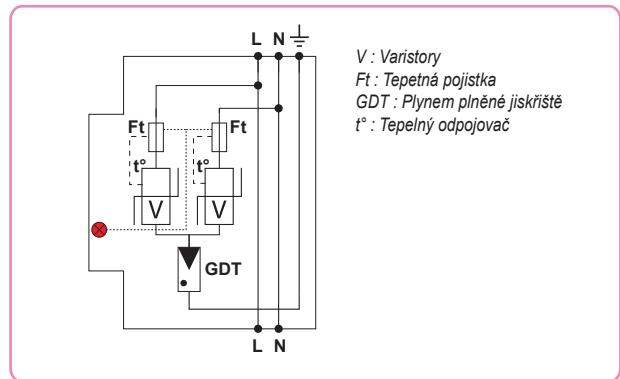 L N
V : Varistory
Ft : Tepetná pojistka
GDT : Plynem plněné jiskřiště
t° : Tepelný odpojovač
Ft Ft
t° t°
V V
GDT
L N